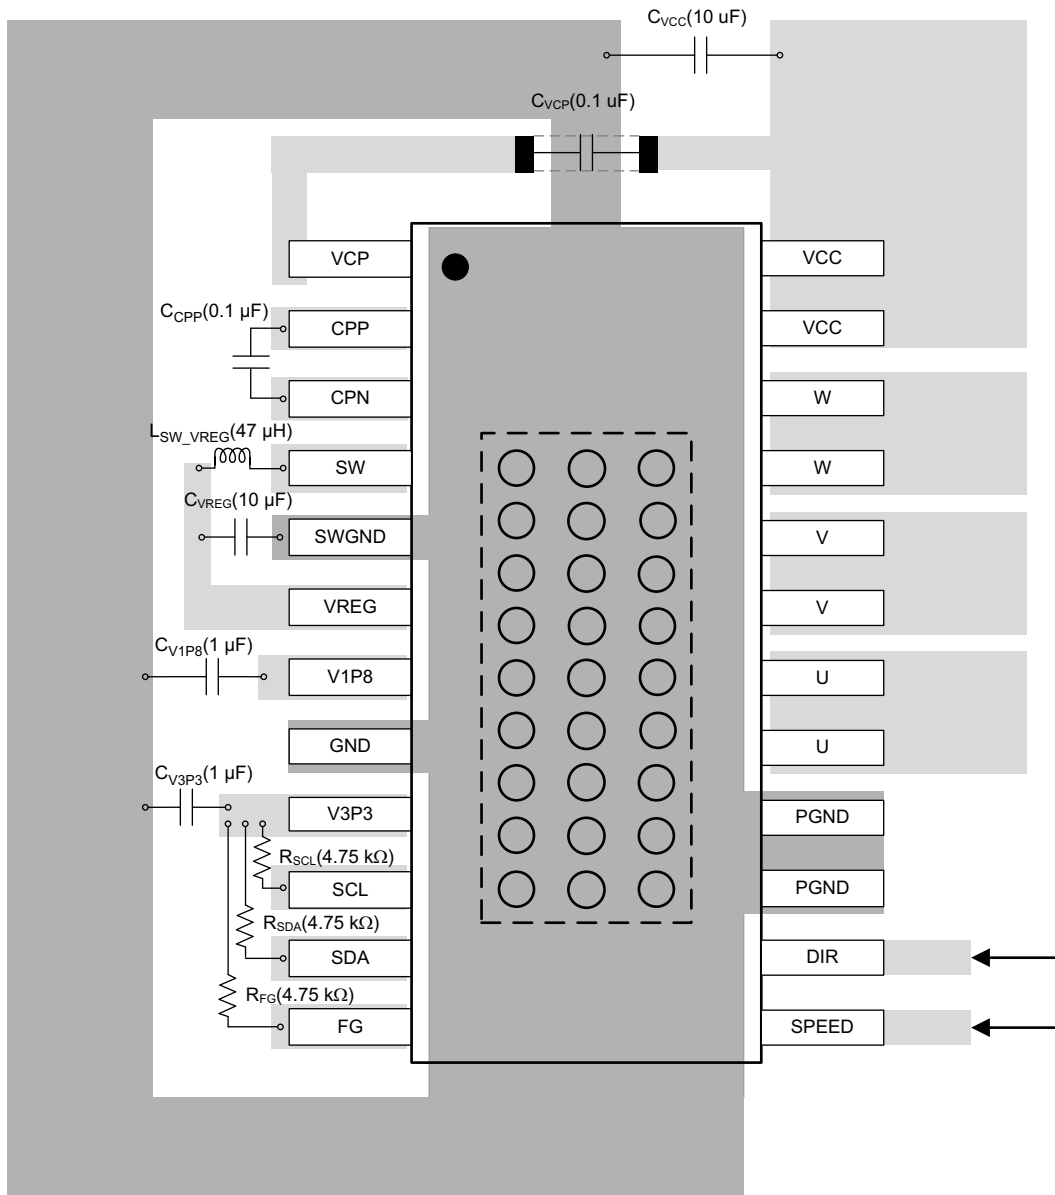 CVCC(10 uF)
CVCP(0.1 uF)
VCP
VCC
CCPP(0.1 µF)
CPP
VCC
CPN
W
LSW_VREG(47 µH)
SW
W
CVREG(10 µF)
SWGND
V
VREG
V
CV1P8(1 µF)
V1P8
U
GND
U
CV3P3(1 µF)
V3P3
PGND
RSCL(4.75 kΩ)
SCL
PGND
RSDA(4.75 kΩ)
SDA
DIR
RFG(4.75 kΩ)
FG
SPEED